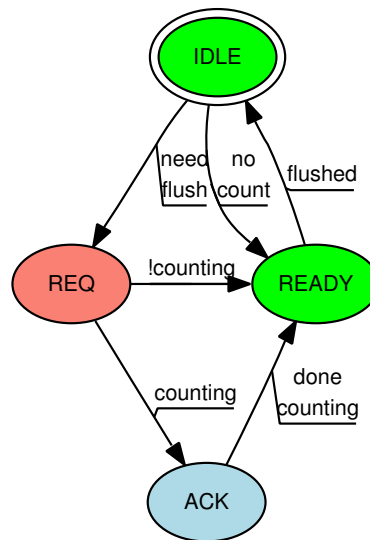 IDLE
need
flush
no
count
flushed
REQ
!counting
READY
counting
done
counting
ACK